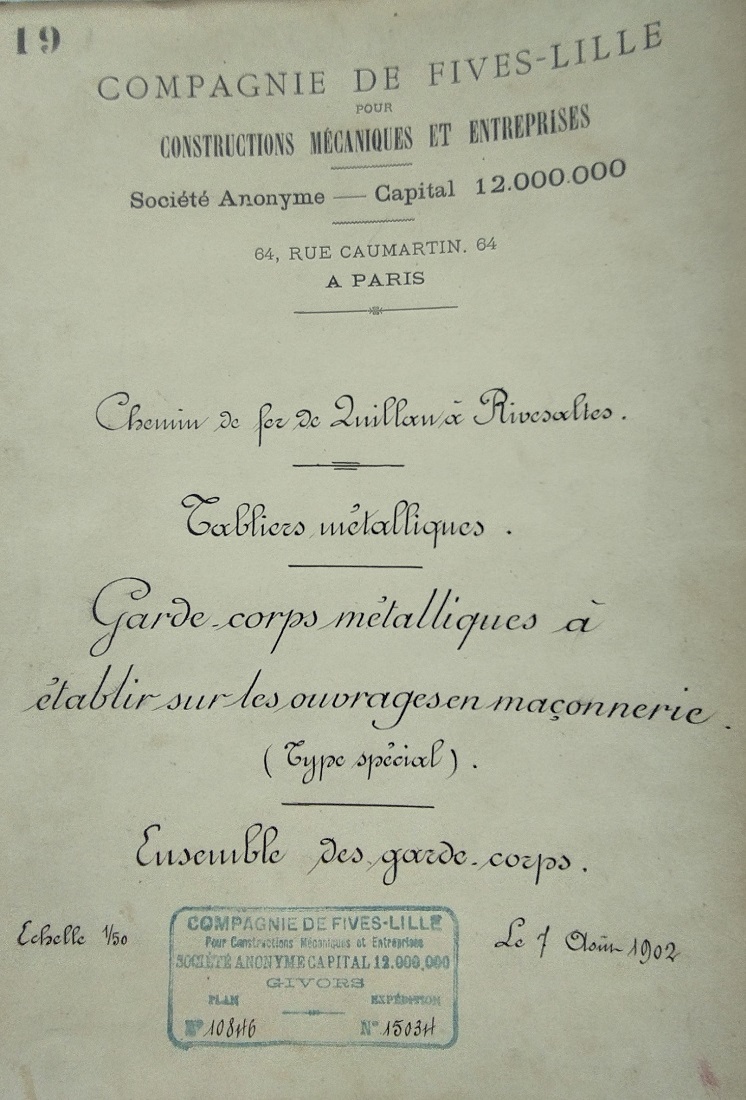 19
COMPAGNIE DE FIVES-LILLE
POUR
CONSTRUCTIONS MÉCANIQUES ET ENTREPRISES
Société Anonyme — Capital 12.000.000
64, RUE CAUMARTIN. 64
A PARIS
Chemin de fer de Quillan à Rivesaltes.
Tabliers métalliques.
Garde-corps métalliques à
établir sur les ouvrages en maçonnerie.
(Type spécial).
Ensemble des garde-corps.
Echelle 1/50
Le 7 Août 1902
COMPAGNIE DE FIVES-LILLE
Pour Constructions Mécaniques et Entreprises
SOCIÉTÉ ANONYME CAPITAL 12.000,000
GIVORS
PLAN EXPÉDITION
N° 10846 N° 15034